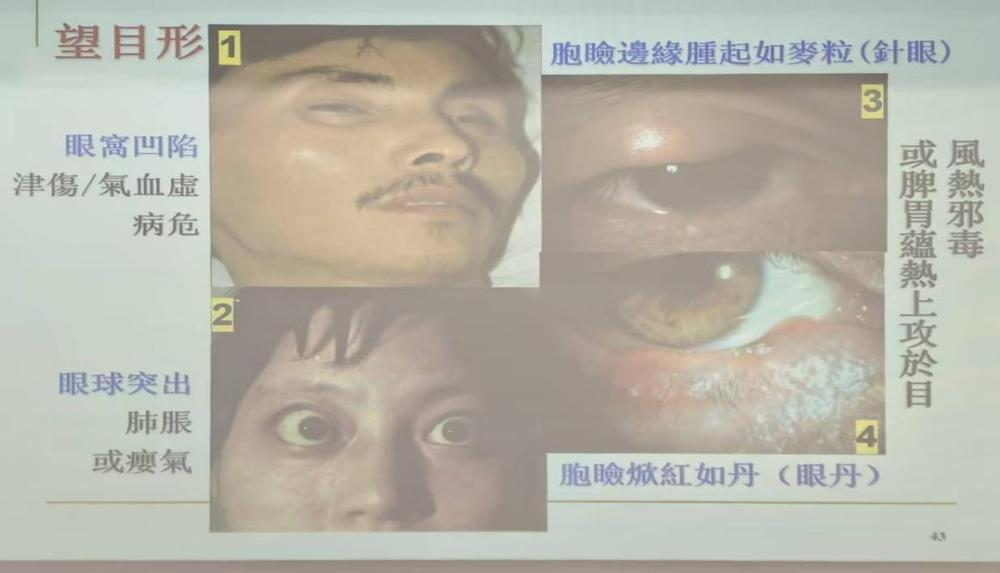 望目形
1
眼窩凹陷
津傷/氣血虛
病危
2
眼球突出
肺脹
或癭氣
胞瞼邊緣腫起如麥粒(針眼)
3
4
胞瞼焮紅如丹（眼丹）
風熱邪毒
或脾胃蘊熱上攻於目
43